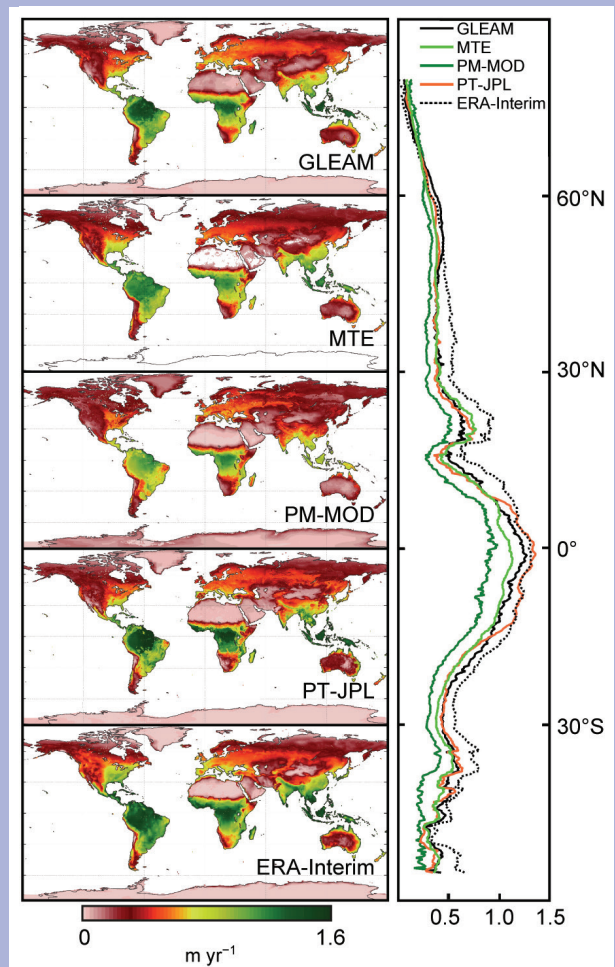 GLEAM
MTE
PM-MOD
PT-JPL
ERA-Interim
0
1.6
m yr⁻¹
GLEAM
MTE
PM-MOD
PT-JPL
ERA-Interim
60°N
30°N
0°
30°S
0.5
1.0
1.5